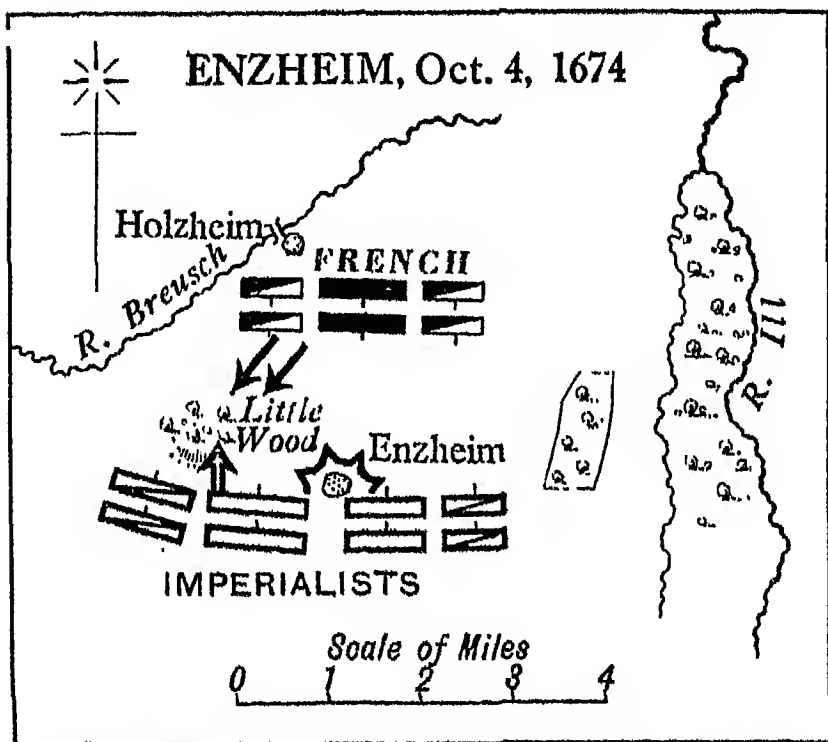 ENZHEIM, Oct. 4, 1674
Holzheim
FRENCH
R. Breusch
R. Ill
Little
Wood
Enzheim
IMPERIALISTS
Scale of Miles
0 1 2 3 4